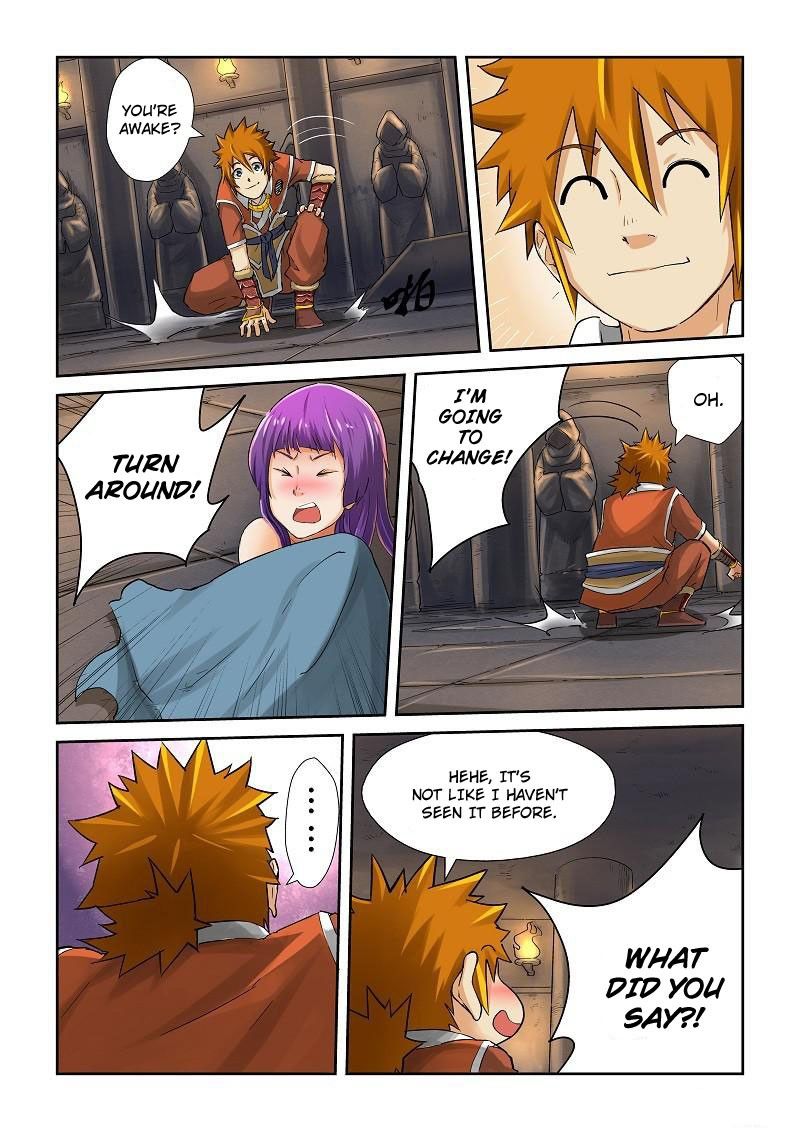 YOU'RE
AWAKE?
啪
TURN
AROUND!
I'M
GOING
TO
CHANGE!
OH.
.....
HEHE, IT'S
NOT LIKE I HAVEN'T
SEEN IT BEFORE.
WHAT
DID YOU
SAY?!